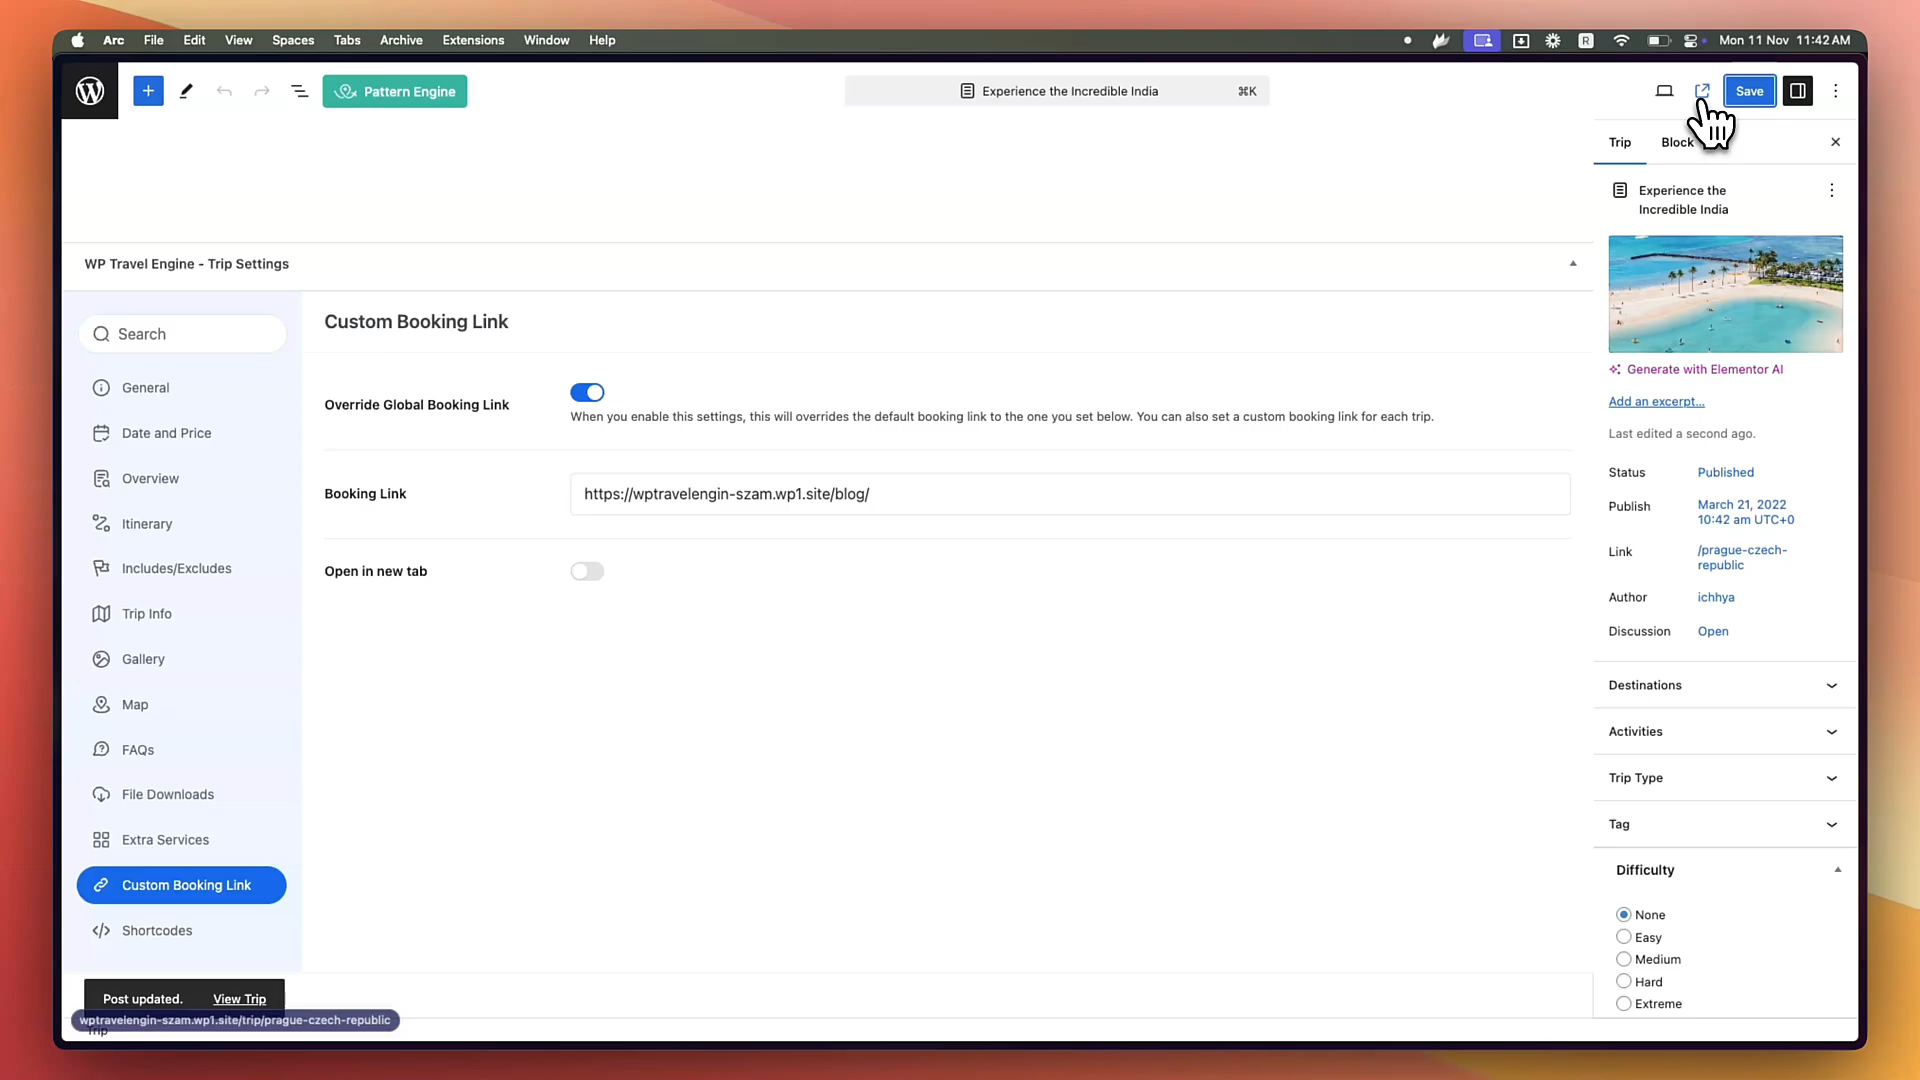 Arc File Edit View Spaces Tabs Archive Extensions Window Help
R
Mon 11 Nov 11:42 AM
Pattern Engine
Experience the Incredible India ⌘K
Save
Trip Block
Experience the
Incredible India
Generate with Elementor AI
Add an excerpt...
Last edited a second ago.
Status Published
Publish March 21, 2022
10:42 am UTC+0
Link /prague-czech-
republic
Author ichhya
Discussion Open
Destinations
Activities
Trip Type
Tag
Difficulty
None
Easy
Medium
Hard
Extreme
WP Travel Engine - Trip Settings
Search
General
Date and Price
Overview
Itinerary
Includes/Excludes
Trip Info
Gallery
Map
FAQs
File Downloads
Extra Services
Custom Booking Link
Shortcodes
Custom Booking Link
Override Global Booking Link
When you enable this settings, this will overrides the default booking link to the one you set below. You can also set a custom booking link for each trip.
Booking Link https://wptravelengin-szam.wp1.site/blog/
Open in new tab
Post updated. View Trip
wptravelengin-szam.wp1.site/trip/prague-czech-republic
Trip